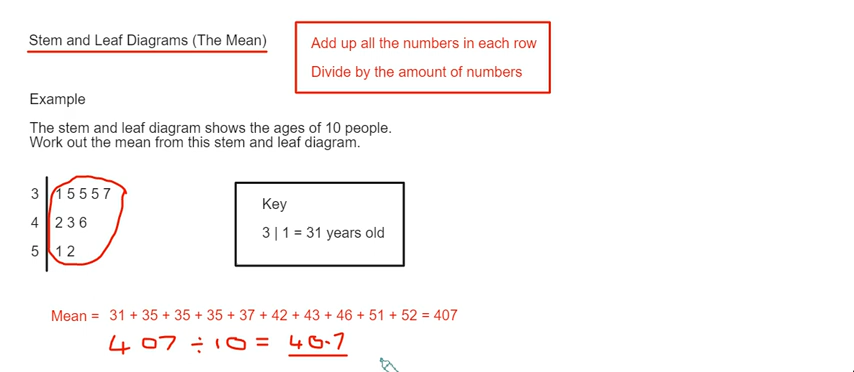 Stem and Leaf Diagrams (The Mean)
Add up all the numbers in each row
Divide by the amount of numbers
Example
The stem and leaf diagram shows the ages of 10 people.
Work out the mean from this stem and leaf diagram.
3 | 1 5 5 5 7
4 | 2 3 6
5 | 1 2
Key
3 | 1 = 31 years old
Mean = 31 + 35 + 35 + 35 + 37 + 42 + 43 + 46 + 51 + 52 = 407
407 ÷ 10 = 40.7